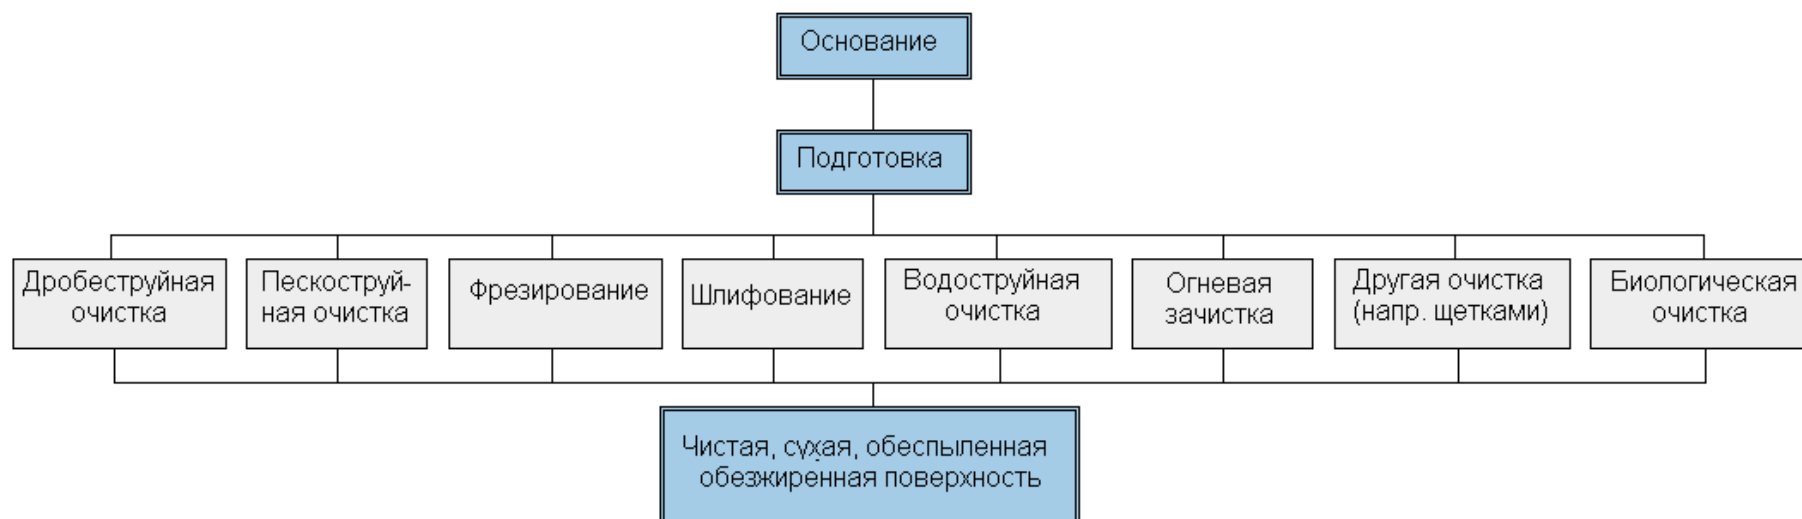 Основание
Подготовка
Дробеструйная
очистка
Пескоструй-
ная очистка
Фрезирование
Шлифование
Водоструйная
очистка
Огневая
зачистка
Другая очистка
(напр. щетками)
Биологическая
очистка
Чистая, сухая, обеспыленная
обезжиренная поверхность